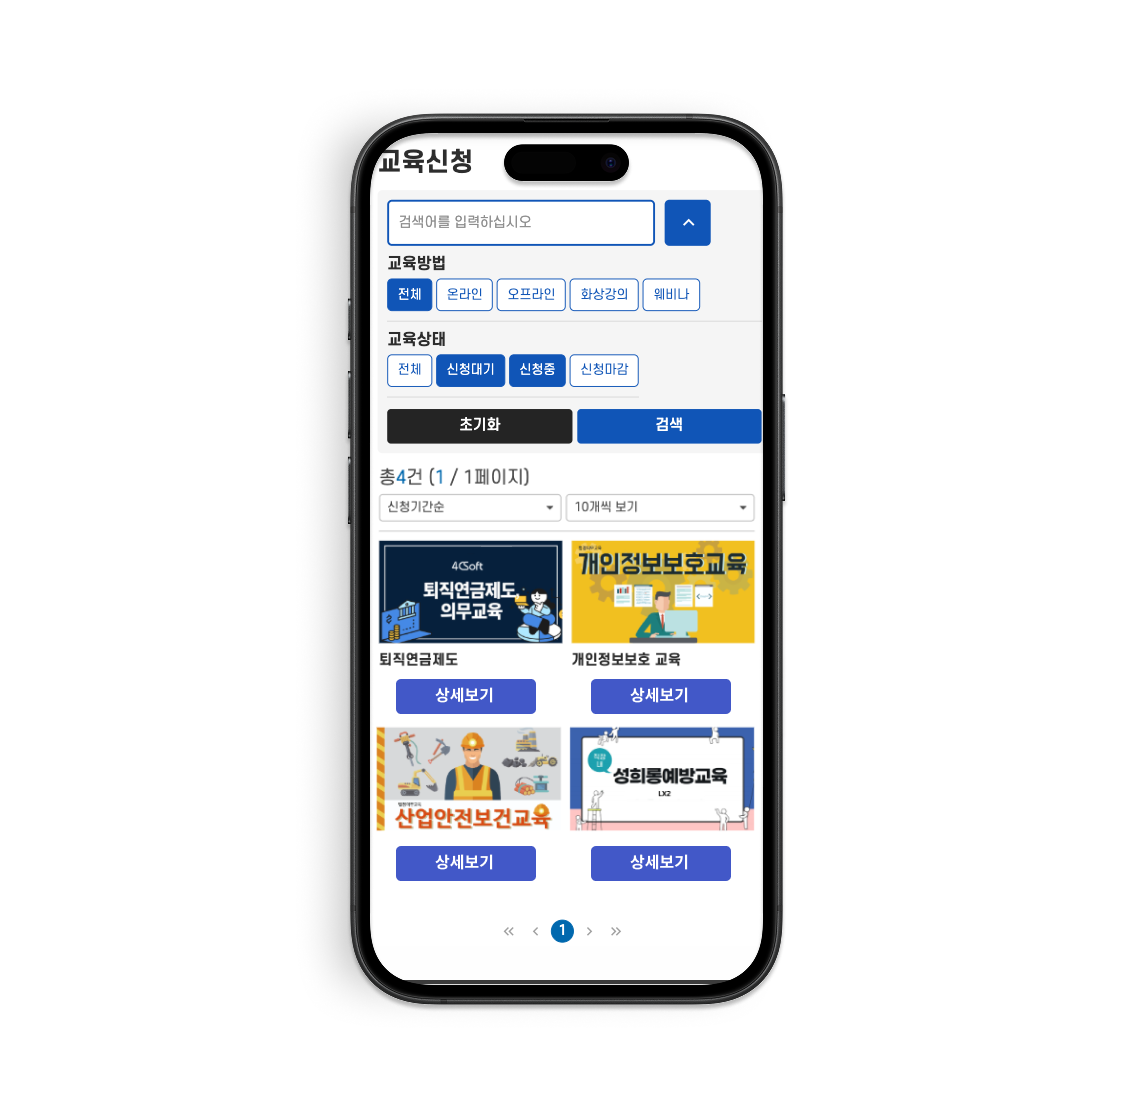 교육신청
검색어를 입력하십시오
교육방법
전체 온라인 오프라인 화상강의 웨비나
교육상태
전체 신청대기 신청중 신청마감
초기화 검색
총4건 (1 / 1페이지)
신청기간순 10개씩 보기
4CSoft
퇴직연금제도
의무교육
개인정보보호교육
퇴직연금제도 개인정보보호 교육
상세보기 상세보기
산업안전보건교육
직장
내
성희롱예방교육
LX2
상세보기 상세보기
« ‹ 1 › »